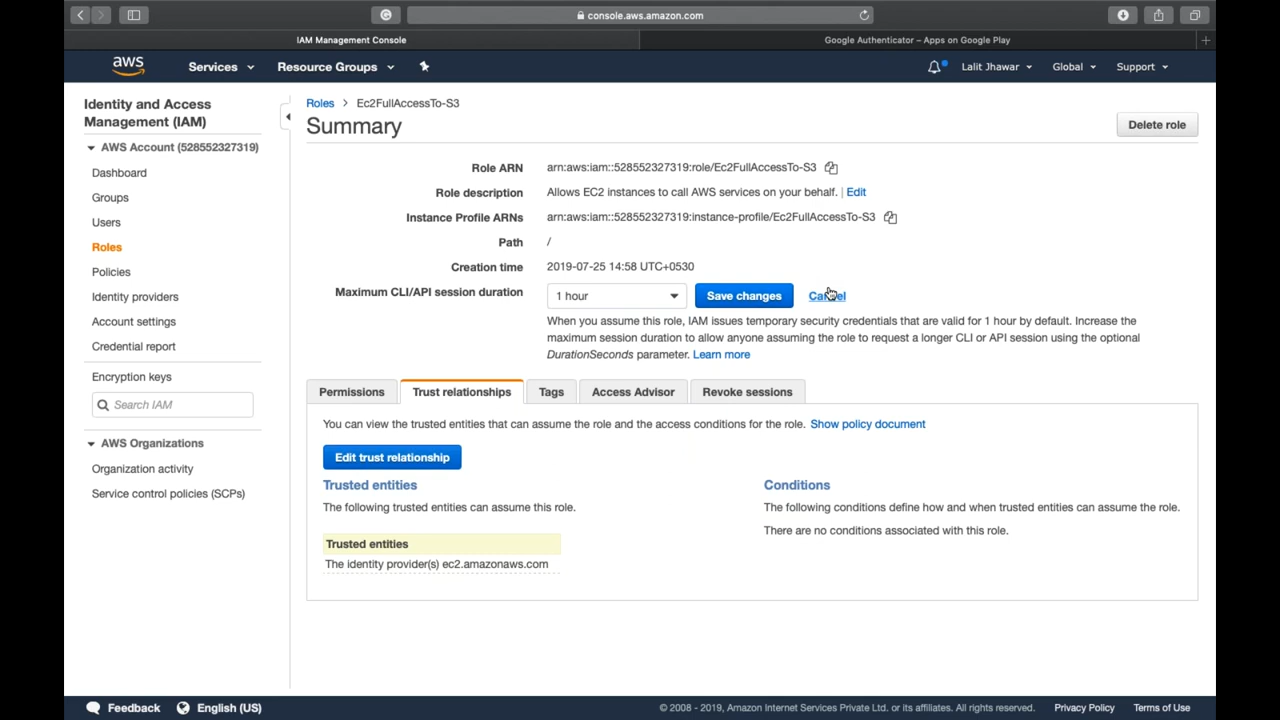 console.aws.amazon.com
IAM Management Console
Google Authenticator – Apps on Google Play
aws
Services
Resource Groups
Lalit Jhawar
Global
Support
Identity and Access
Management (IAM)
AWS Account (528552327319)
Dashboard
Groups
Users
Roles
Policies
Identity providers
Account settings
Credential report
Encryption keys
Search IAM
AWS Organizations
Organization activity
Service control policies (SCPs)
Roles > Ec2FullAccessTo-S3
Summary
Delete role
Role ARN arn:aws:iam::528552327319:role/Ec2FullAccessTo-S3
Role description Allows EC2 instances to call AWS services on your behalf. | Edit
Instance Profile ARNs arn:aws:iam::528552327319:instance-profile/Ec2FullAccessTo-S3
Path /
Creation time 2019-07-25 14:58 UTC+0530
Maximum CLI/API session duration 1 hour Save changes Cancel
When you assume this role, IAM issues temporary security credentials that are valid for 1 hour by default. Increase the
maximum session duration to allow anyone assuming the role to request a longer CLI or API session using the optional
DurationSeconds parameter. Learn more
Permissions Trust relationships Tags Access Advisor Revoke sessions
You can view the trusted entities that can assume the role and the access conditions for the role. Show policy document
Edit trust relationship
Trusted entities
The following trusted entities can assume this role.
Trusted entities
The identity provider(s) ec2.amazonaws.com
Conditions
The following conditions define how and when trusted entities can assume the role.
There are no conditions associated with this role.
Feedback
English (US)
© 2008 - 2019, Amazon Internet Services Private Ltd. or its affiliates. All rights reserved.
Privacy Policy
Terms of Use